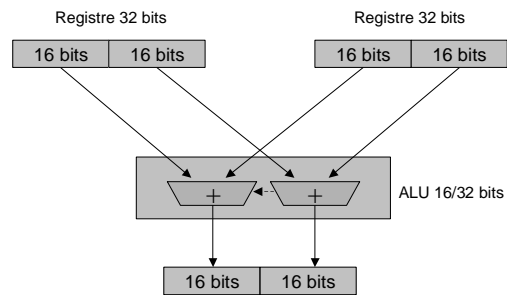 Registre 32 bits
Registre 32 bits
16 bits 16 bits
16 bits 16 bits
+ +
ALU 16/32 bits
16 bits 16 bits